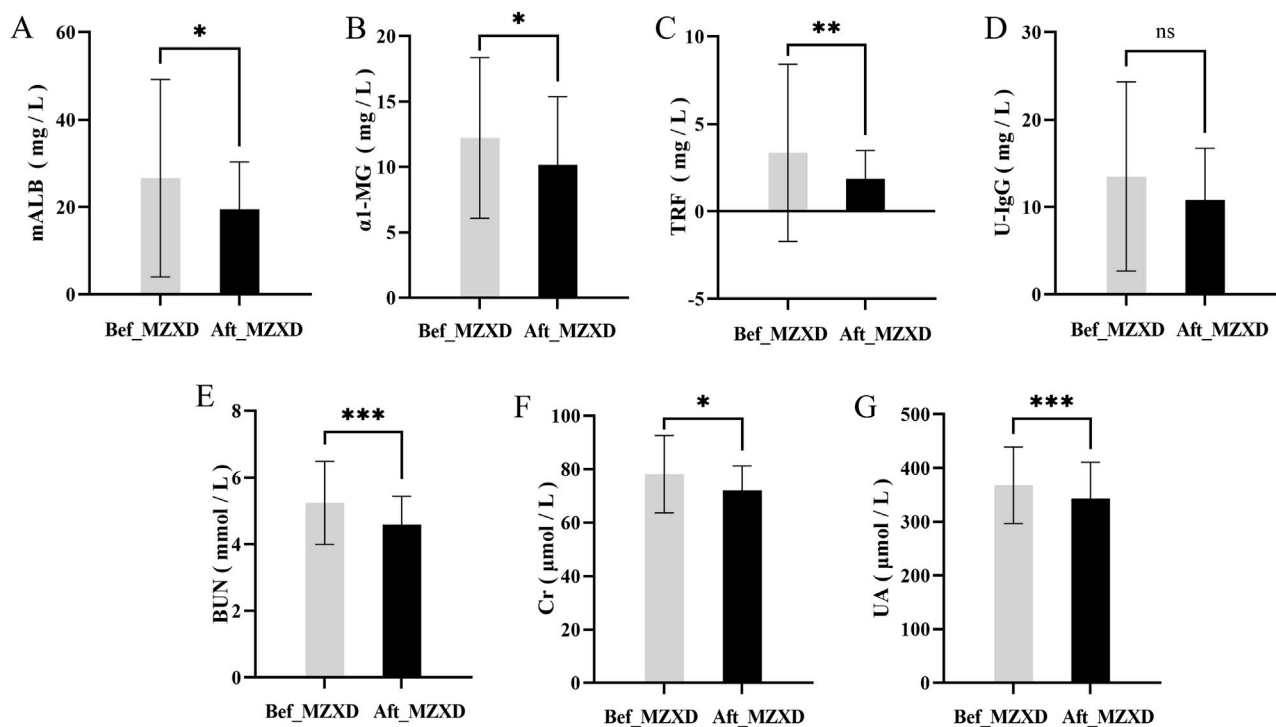 A
mALB ( mg / L )
60
40
20
0
*
Bef_MZXD Aft_MZXD
B
α1-MG ( mg / L )
20
15
10
5
0
*
Bef_MZXD Aft_MZXD
C
TRF ( mg / L )
10
5
0
-5
**
Bef_MZXD Aft_MZXD
D
U-IgG ( mg / L )
30
20
10
0
ns
Bef_MZXD Aft_MZXD
E
BUN ( mmol / L )
8
6
4
2
0
***
Bef_MZXD Aft_MZXD
F
Cr ( μmol / L )
100
80
60
40
20
0
*
Bef_MZXD Aft_MZXD
G
UA ( μmol / L )
500
400
300
200
100
0
***
Bef_MZXD Aft_MZXD